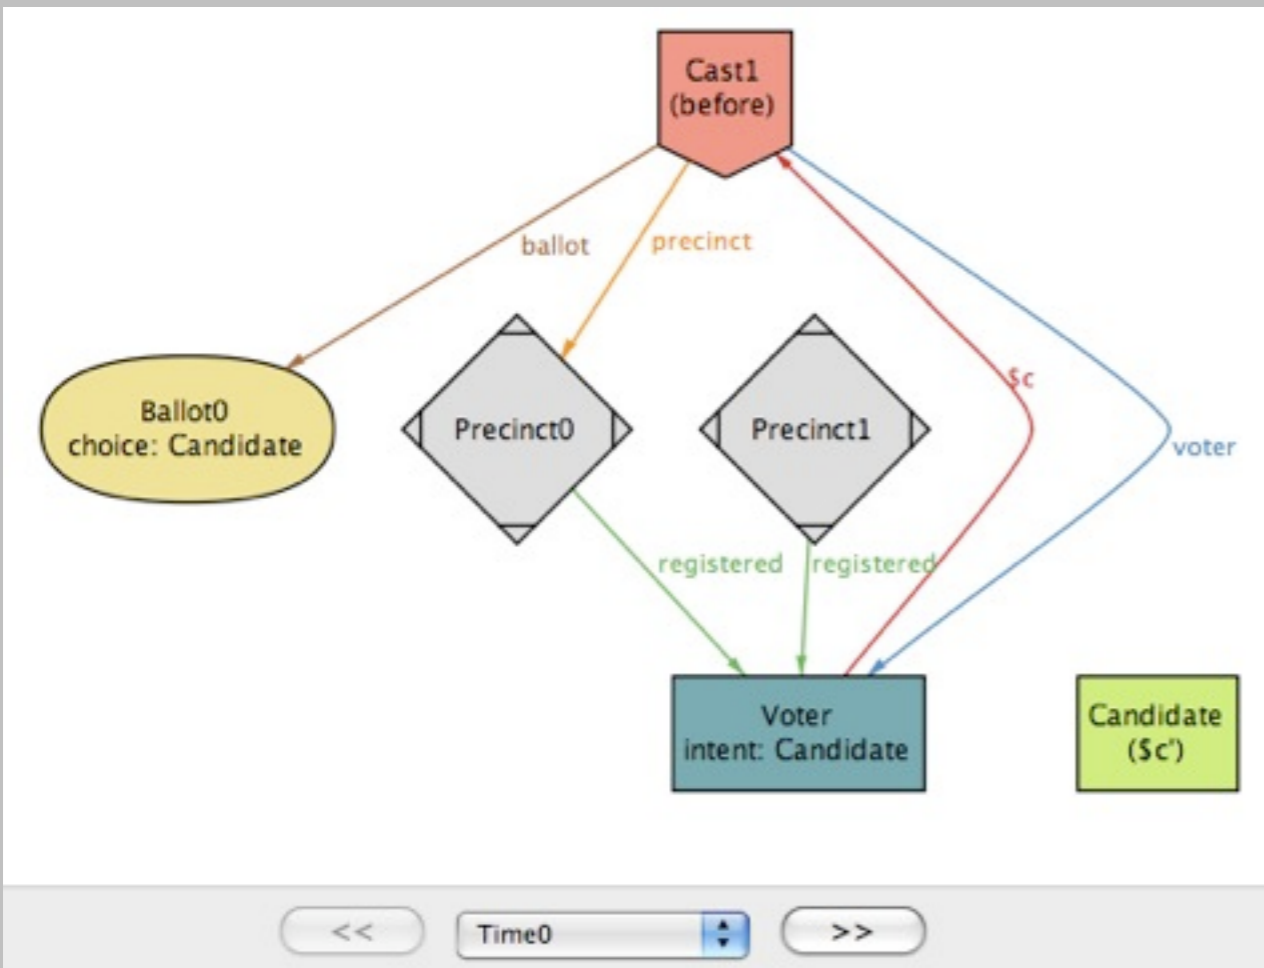 Cast1
(before)
ballot
precinct
$c
voter
Ballot0
choice: Candidate
Precinct0
Precinct1
registered
registered
Voter
intent: Candidate
Candidate
($c')
<<
Time0
>>